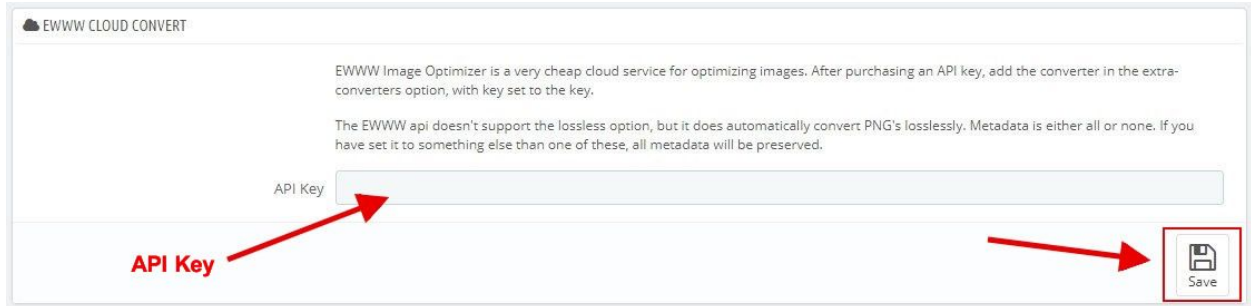 EWWW CLOUD CONVERT
EWWW Image Optimizer is a very cheap cloud service for optimizing images. After purchasing an API key, add the converter in the extra-
converters option, with key set to the key.
The EWWW api doesn't support the lossless option, but it does automatically convert PNG's losslessly. Metadata is either all or none. If you
have set it to something else than one of these, all metadata will be preserved.
API Key
API Key
Save